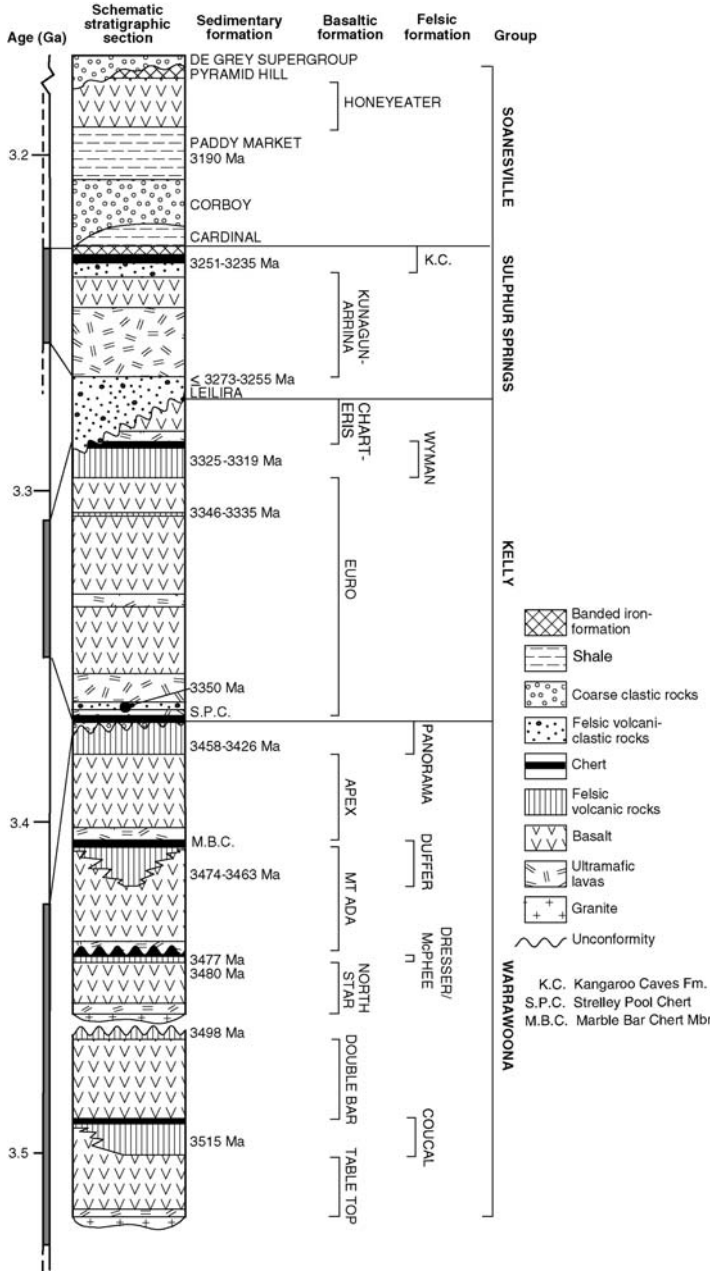 Age (Ga)
Schematic
stratigraphic
section
Sedimentary
formation
Basaltic
formation
Felsic
formation
Group
DE GREY SUPERGROUP
PYRAMID HILL
HONEYEATER
3.2
PADDY MARKET
3190 Ma
CORBOY
CARDINAL
SOANESVILLE
3251-3235 Ma
K.C.
KUNAGUN-
ARRINA
SULPHUR SPRINGS
≤ 3273-3255 Ma
LEILIRA
CHART-
ERIS
WYMAN
3325-3319 Ma
3.3
3346-3335 Ma
EURO
KELLY
3350 Ma
S.P.C.
3458-3426 Ma
PANORAMA
APEX
3.4
M.B.C.
DUFFER
3474-3463 Ma
MT ADA
3477 Ma
3480 Ma
DRESSER/
McPHEE
NORTH
STAR
3498 Ma
DOUBLE BAR
WARRAWOONA
COUCAL
3515 Ma
3.5
TABLE TOP
Banded iron-
formation
Shale
Coarse clastic rocks
Felsic volcani-
clastic rocks
Chert
Felsic
volcanic rocks
Basalt
Ultramafic
lavas
Granite
Unconformity
K.C. Kangaroo Caves Fm.
S.P.C. Strelley Pool Chert
M.B.C. Marble Bar Chert Mbr